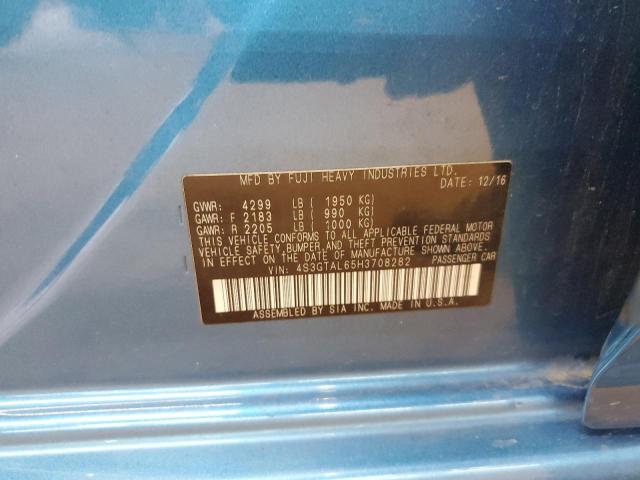 MFD BY FUJI HEAVY INDUSTRIES LTD.
DATE: 12/16
GVWR: 4299 LB ( 1950 KG)
GAWR: F 2183 LB ( 990 KG)
GAWR: R 2205 LB ( 1000 KG)
THIS VEHICLE CONFORMS TO ALL APPLICABLE FEDERAL MOTOR
VEHICLE SAFETY,BUMPER,AND THEFT PREVENTION STANDARDS
IN EFFECT ON THE DATE OF MANUFACTURE SHOWN ABOVE.
VIN: 4S3GTAL65H3708282 PASSENGER CAR
ASSEMBLED BY SIA INC. MADE IN U.S.A.